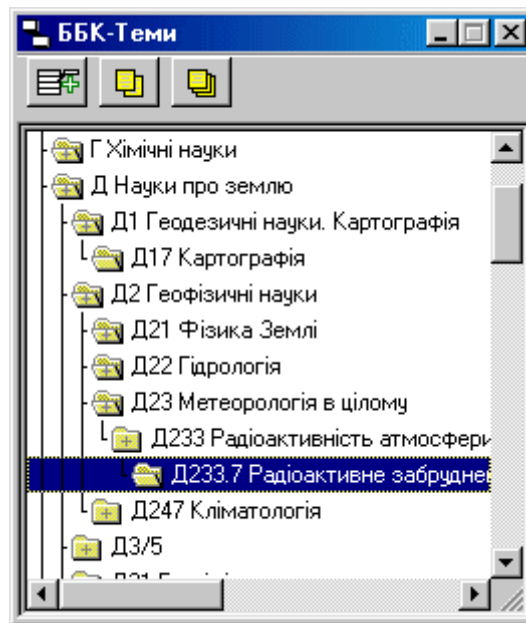 ББК-Теми
Г Хімічні науки
Д Науки про землю
Д1 Геодезичні науки. Картографія
Д17 Картографія
Д2 Геофізичні науки
Д21 Фізика Землі
Д22 Гідрологія
Д23 Метеорологія в цілому
Д233 Радіоактивність атмосфери
Д233.7 Радіоактивне забруднен
Д247 Кліматологія
Д3/5